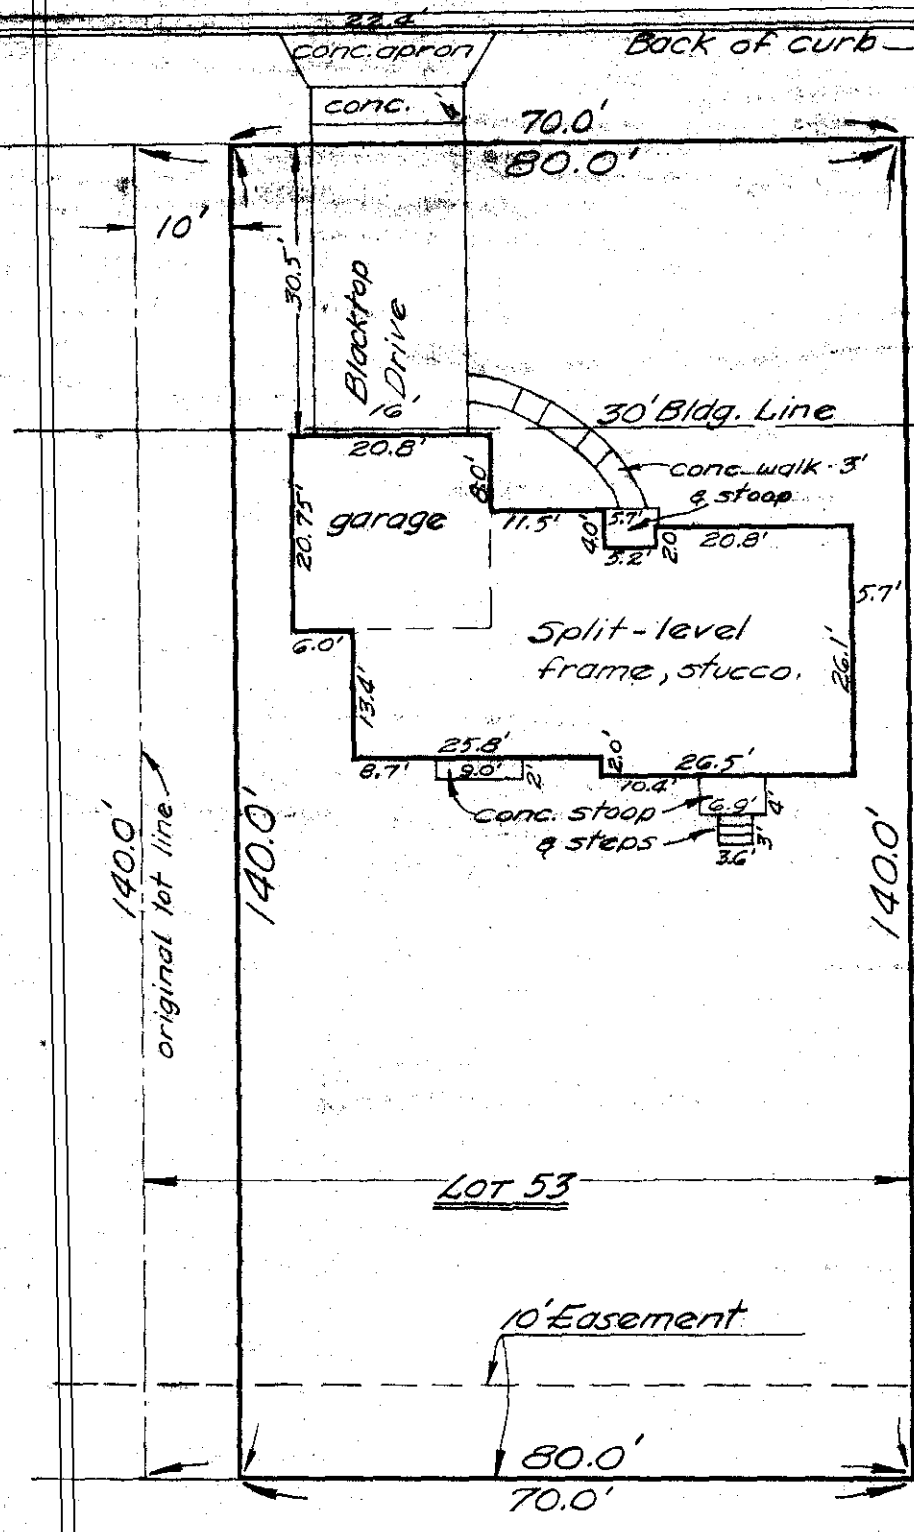 22.4'
conc. apron
Back of curb
conc. 4'
70.0'
80.0'
10'
30.5'
Blacktop
Drive
16'
30' Bldg. Line
20.8'
8.0'
conc. walk - 3'
& stoop
20.75'
garage
11.5'
4.0'
5.7'
5.2'
2.0
20.8'
5.7'
6.0'
Split-level
frame, stucco.
26.1'
13.4'
25.8'
2.0'
26.5'
8.7'
9.0'
2'
10.4'
conc. stoop
& steps
6.9'
4'
3.6'
3'
140.0'
original lot line
140.0'
140.0'
LOT 53
10' Easement
80.0'
70.0'